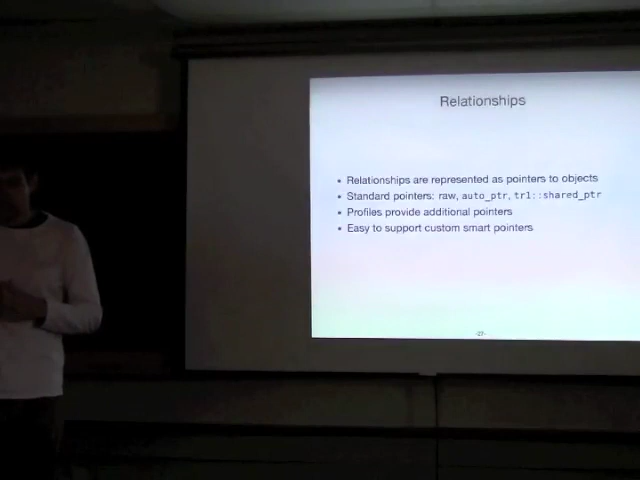 Relationships
• Relationships are represented as pointers to objects
• Standard pointers: raw, auto_ptr, tr1::shared_ptr
• Profiles provide additional pointers
• Easy to support custom smart pointers
-27-